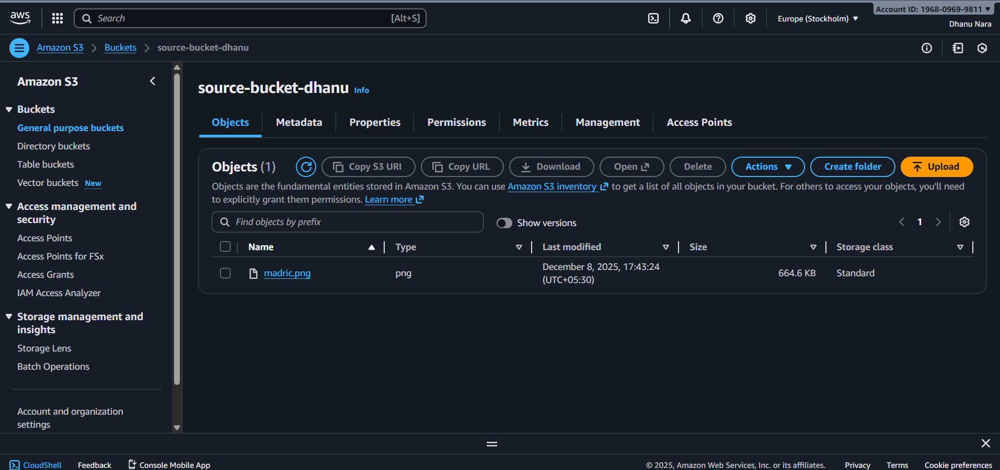 aws
Search [Alt+S]
Europe (Stockholm)
Account ID: 1968-0969-9811
Dhanu Nara
Amazon S3
Buckets
source-bucket-dhanu
Amazon S3
Buckets
General purpose buckets
Directory buckets
Table buckets
Vector buckets New
Access management and
security
Access Points
Access Points for FSx
Access Grants
IAM Access Analyzer
Storage management and
insights
Storage Lens
Batch Operations
Account and organization
settings
source-bucket-dhanu Info
Objects Metadata Properties Permissions Metrics Management Access Points
Objects (1) Copy S3 URI Copy URL Download Open Delete Actions Create folder Upload
Objects are the fundamental entities stored in Amazon S3. You can use Amazon S3 inventory to get a list of all objects in your bucket. For others to access your objects, you'll need
to explicitly grant them permissions. Learn more
Find objects by prefix Show versions 1
Name Type Last modified Size Storage class
madric.png png December 8, 2025, 17:43:24 664.6 KB Standard
(UTC+05:30)
CloudShell Feedback Console Mobile App © 2025, Amazon Web Services, Inc. or its affiliates. Privacy Terms Cookie preferences